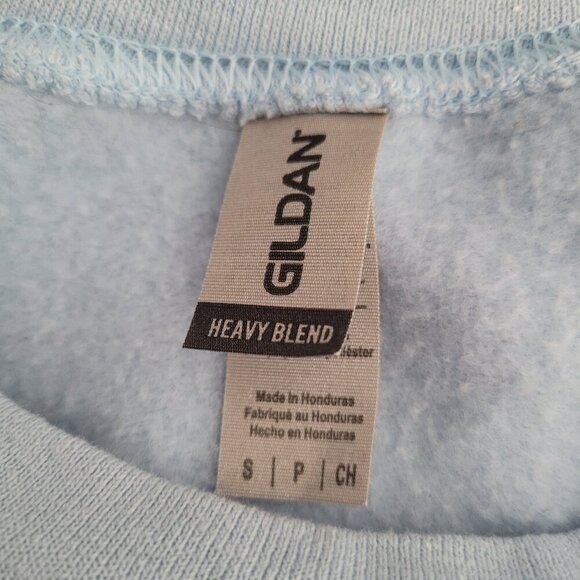 GILDAN
HEAVY BLEND
Made in Honduras
Fabriqué au Honduras
Hecho en Honduras
S | P | CH